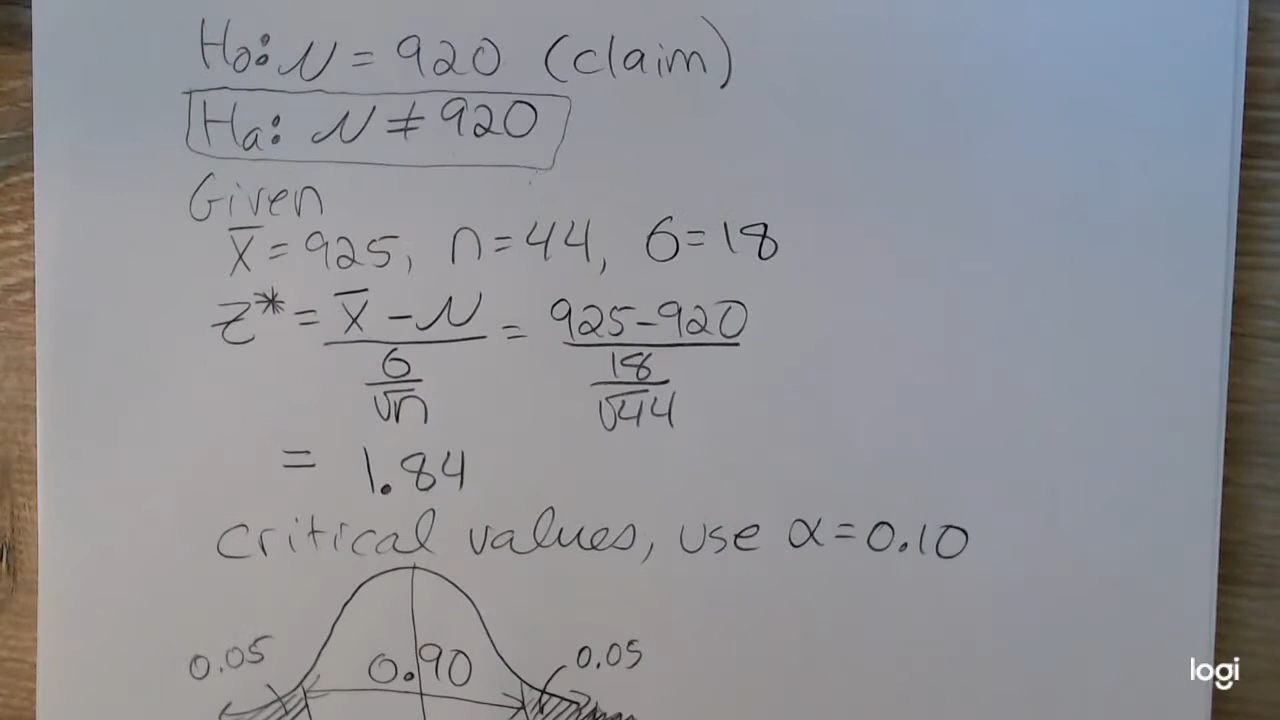 H₀: μ = 920 (claim)
Hₐ: μ ≠ 920
Given
x̄ = 925, n = 44, σ = 18
z* = (x̄ − μ) / (σ/√n) = (925 − 920) / (18/√44)
= 1.84
critical values, use α = 0.10
0.05 0.90 0.05
logi